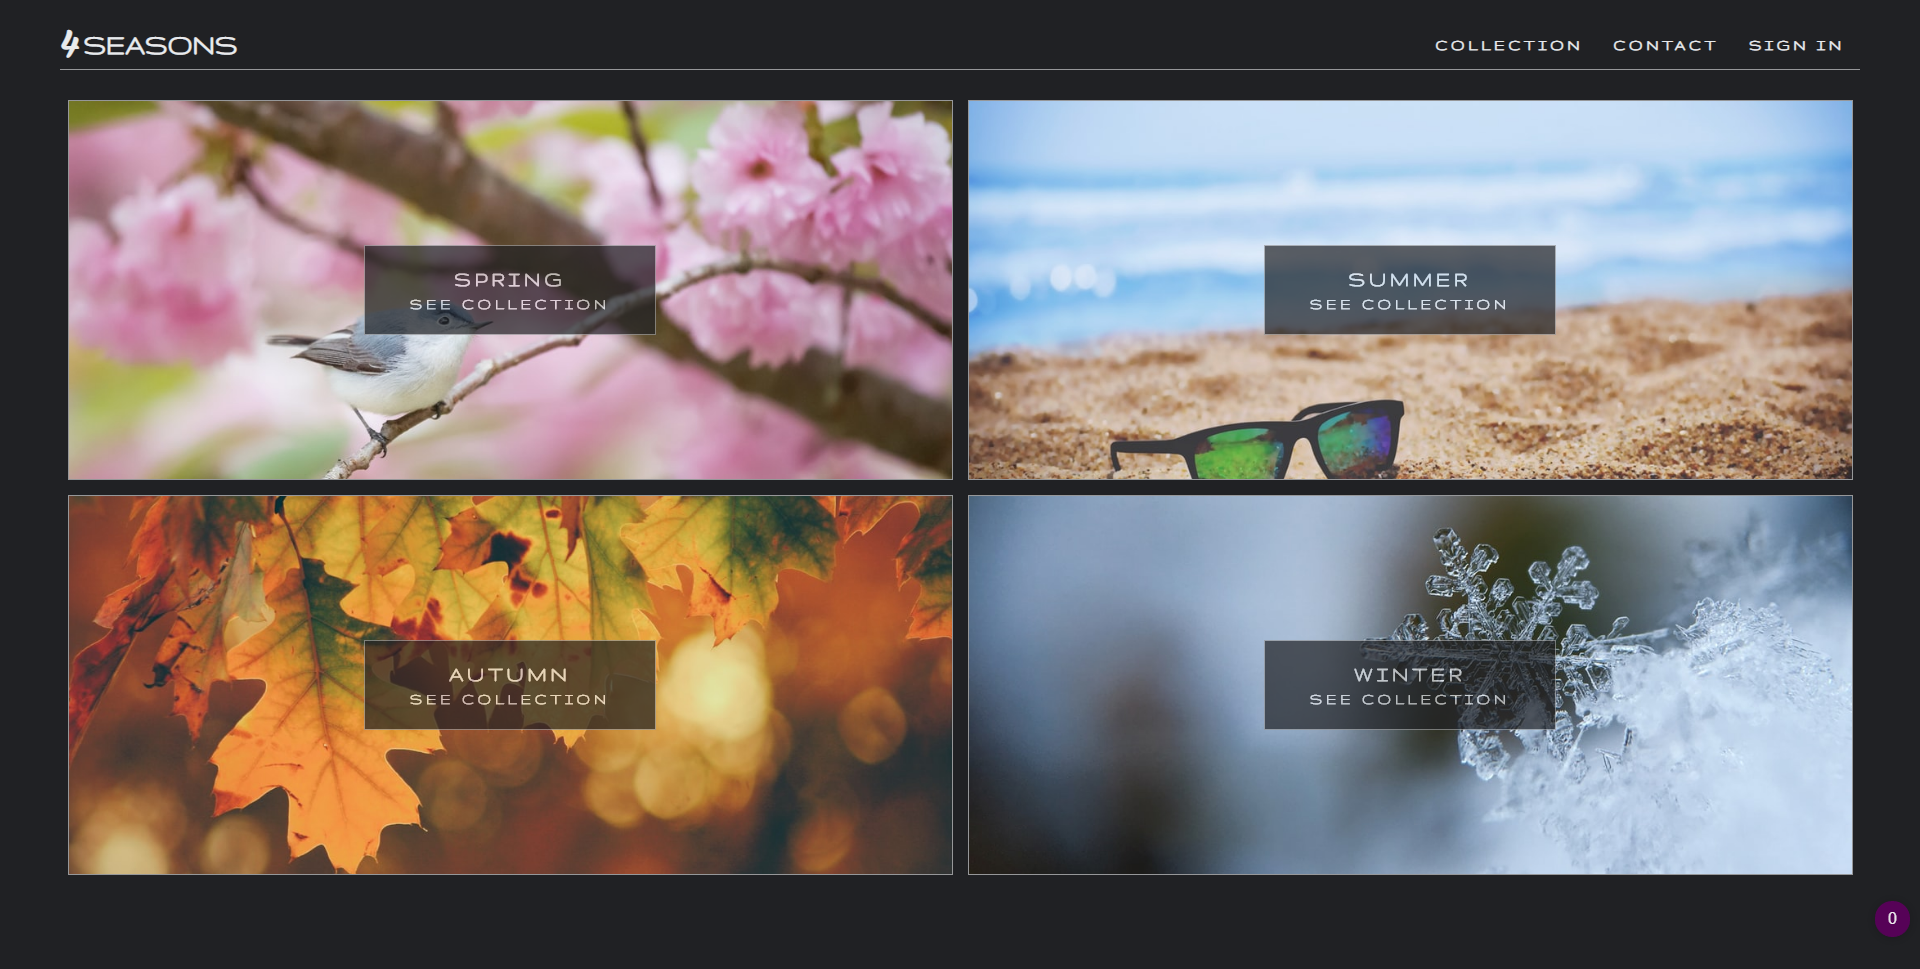 4SEASONS
COLLECTION CONTACT SIGN IN
SPRING
SEE COLLECTION
SUMMER
SEE COLLECTION
AUTUMN
SEE COLLECTION
WINTER
SEE COLLECTION
0